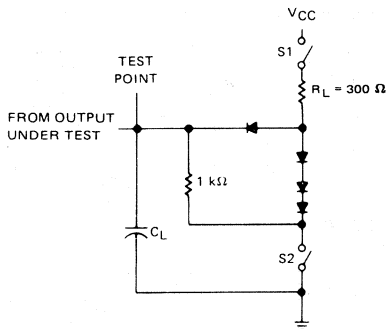 VCC
S1
TEST
POINT
RL = 300 Ω
FROM OUTPUT
UNDER TEST
1 kΩ
CL
S2